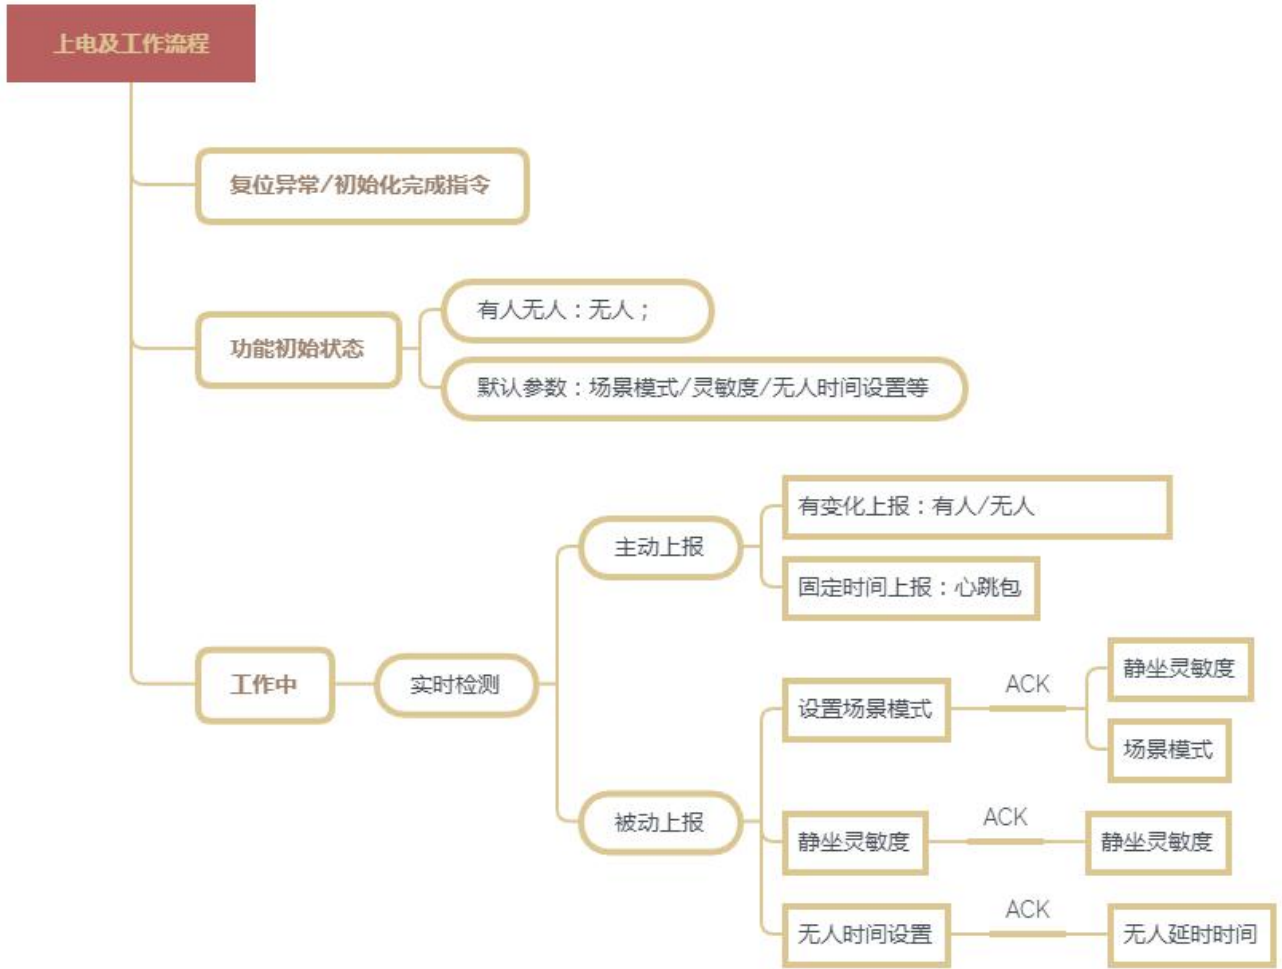 上电及工作流程
复位异常/初始化完成指令
功能初始状态
有人无人：无人；
默认参数：场景模式/灵敏度/无人时间设置等
工作中
实时检测
主动上报
有变化上报：有人/无人
固定时间上报：心跳包
被动上报
设置场景模式
ACK
静坐灵敏度
场景模式
静坐灵敏度
ACK
静坐灵敏度
无人时间设置
ACK
无人延时时间